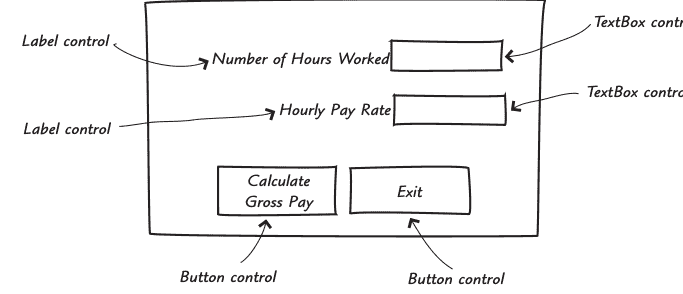 TextBox contr
Label control
Number of Hours Worked
TextBox contro
Hourly Pay Rate
Label control
Calculate
Gross Pay
Exit
Button control
Button control